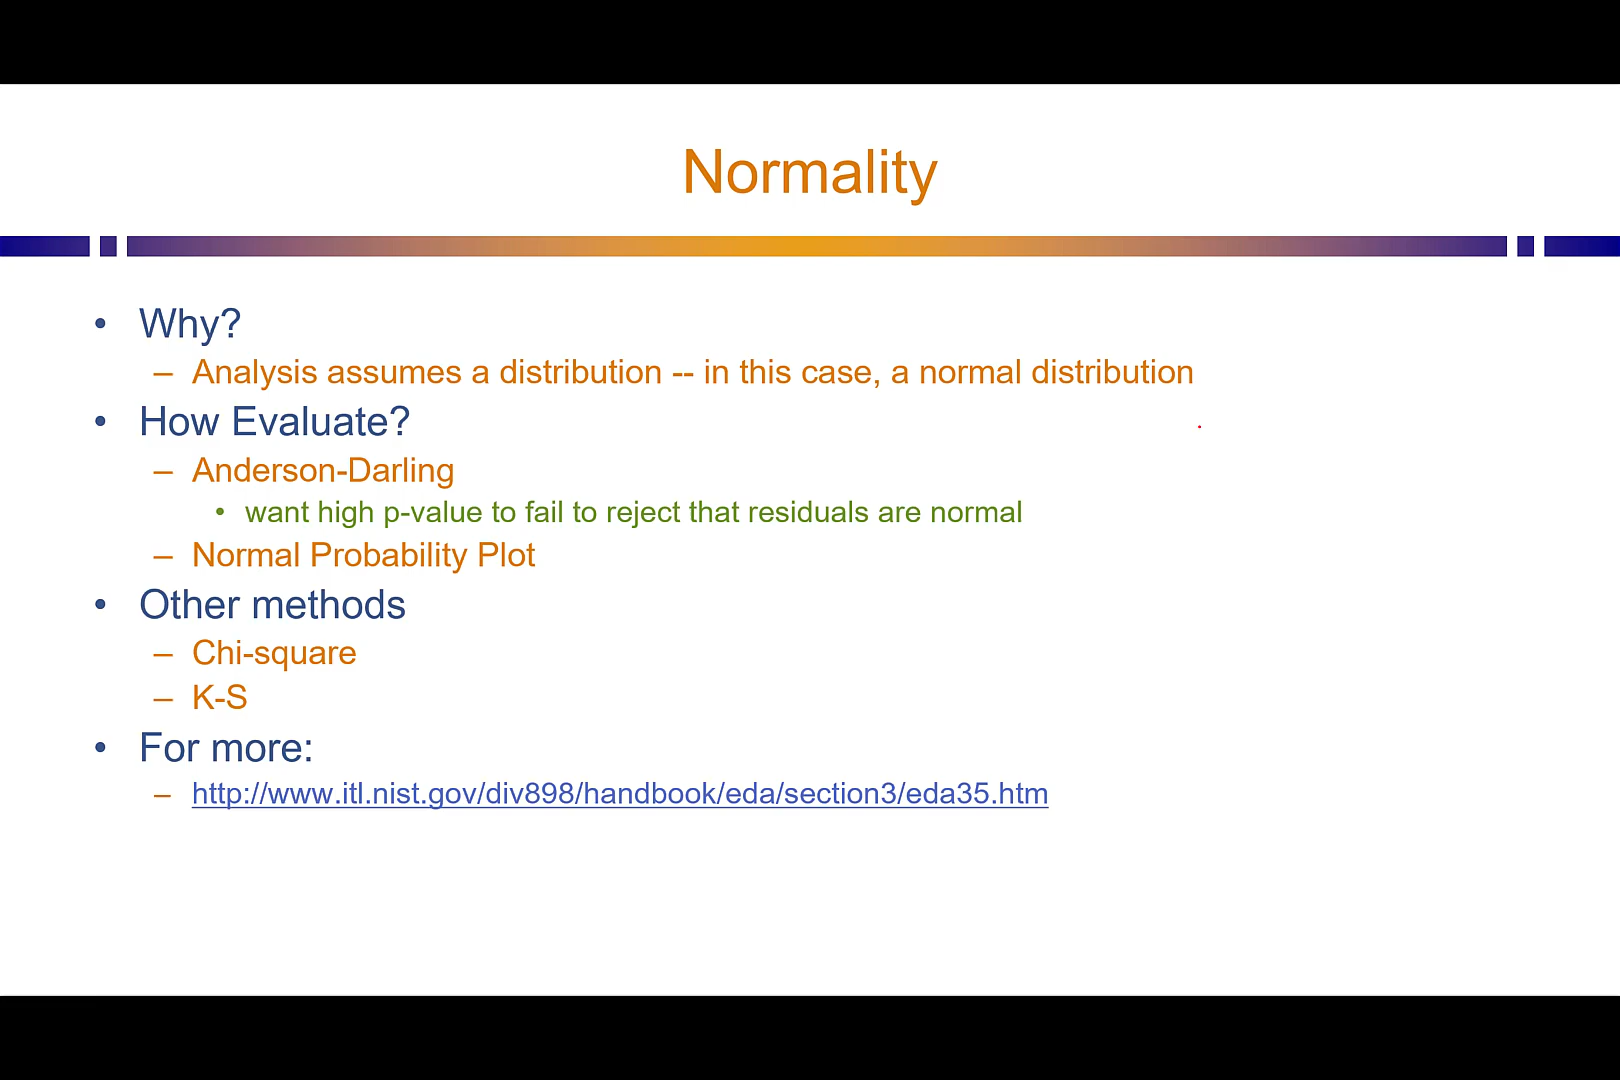 Normality
• Why?
– Analysis assumes a distribution -- in this case, a normal distribution
• How Evaluate?
– Anderson-Darling
• want high p-value to fail to reject that residuals are normal
– Normal Probability Plot
• Other methods
– Chi-square
– K-S
• For more:
– http://www.itl.nist.gov/div898/handbook/eda/section3/eda35.htm